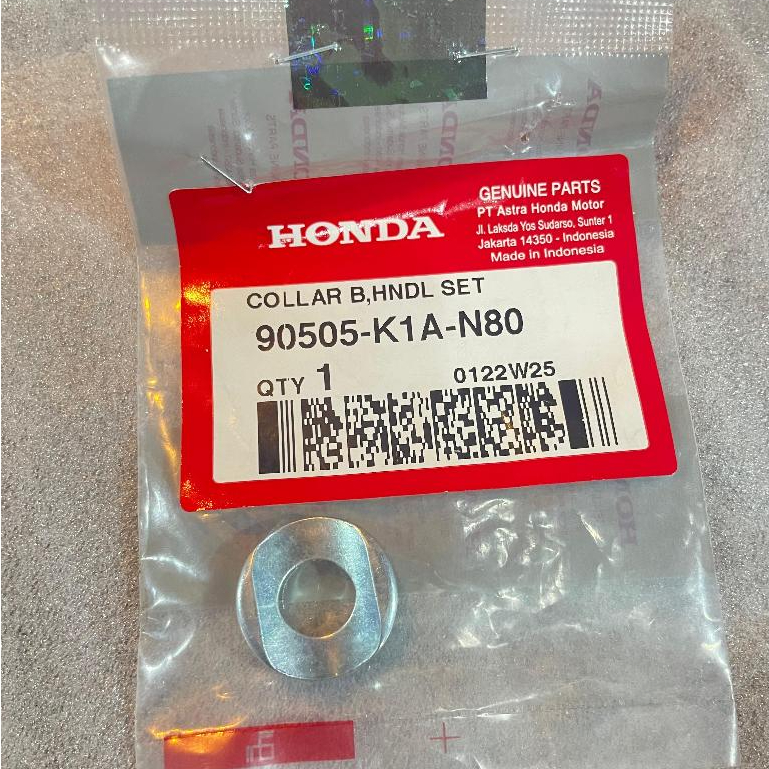 HONDA
GENUINE PARTS
PT Astra Honda Motor
Jl. Laksda Yos Sudarso, Sunter 1
Jakarta 14350 - Indonesia
Made in Indonesia
COLLAR B,HNDL SET
90505-K1A-N80
QTY 1
0122W25